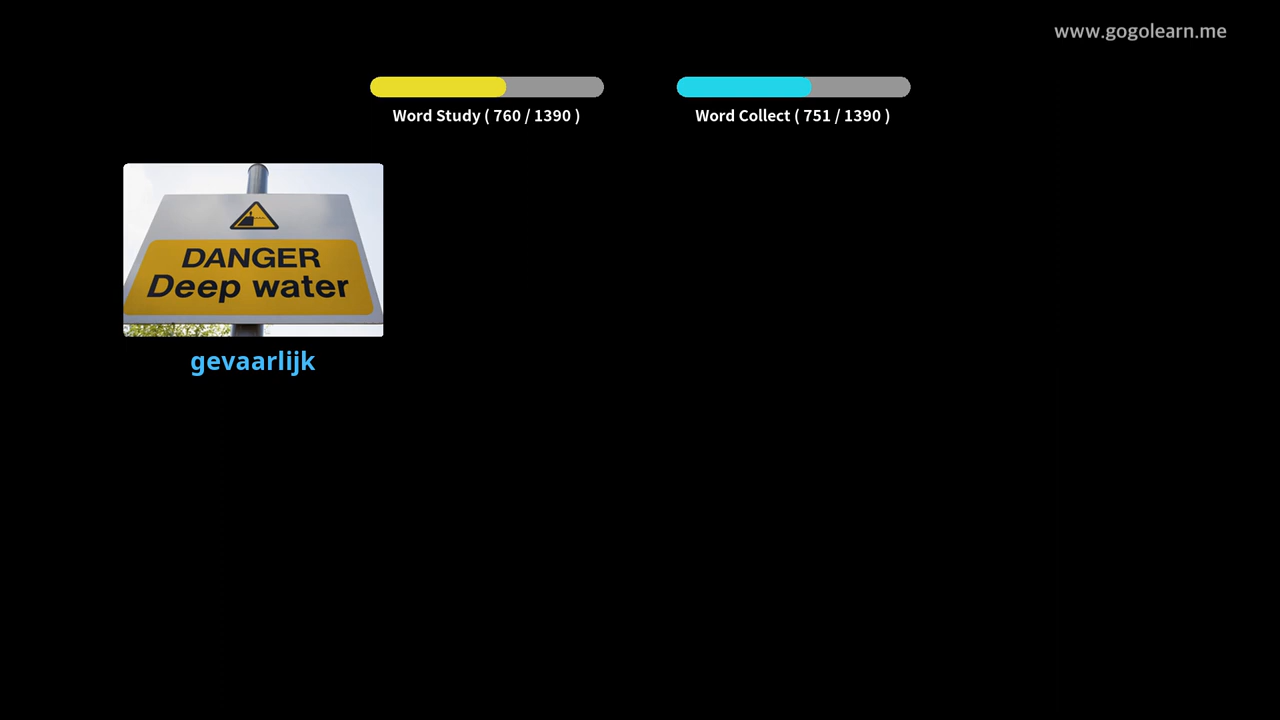 www.gogolearn.me
Word Study ( 760 / 1390 )
Word Collect ( 751 / 1390 )
DANGER
Deep water
gevaarlijk